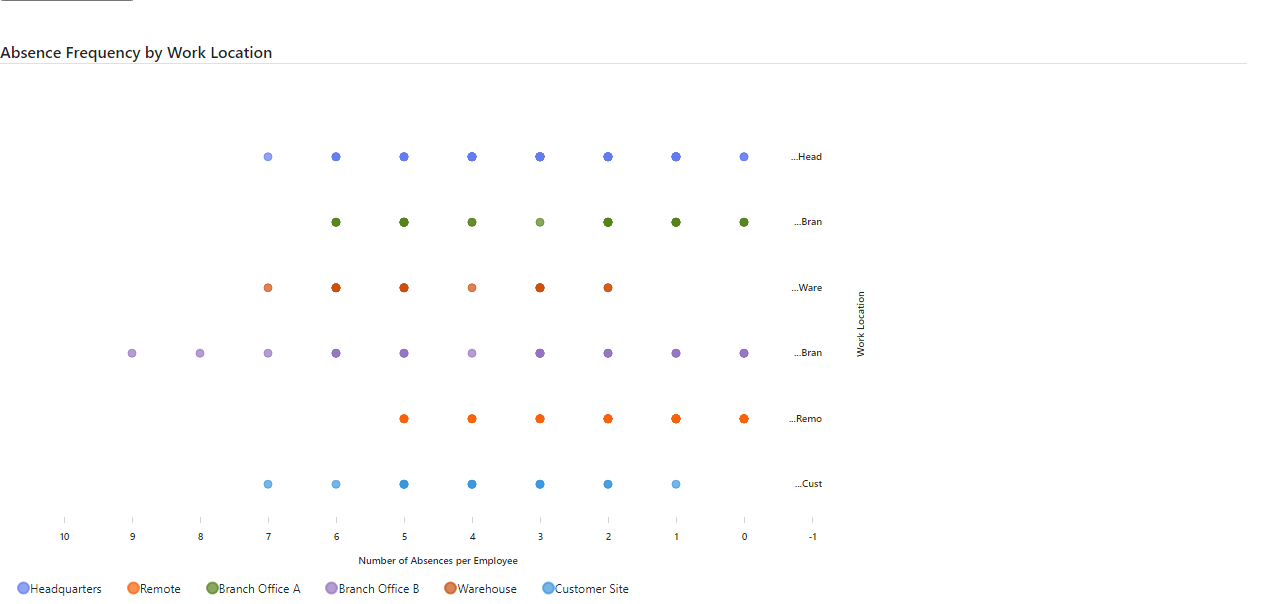 Absence Frequency by Work Location
...Head
...Bran
...Ware
...Bran
...Remo
...Cust
Work Location
10 9 8 7 6 5 4 3 2 1 0 -1
Number of Absences per Employee
Headquarters Remote Branch Office A Branch Office B Warehouse Customer Site